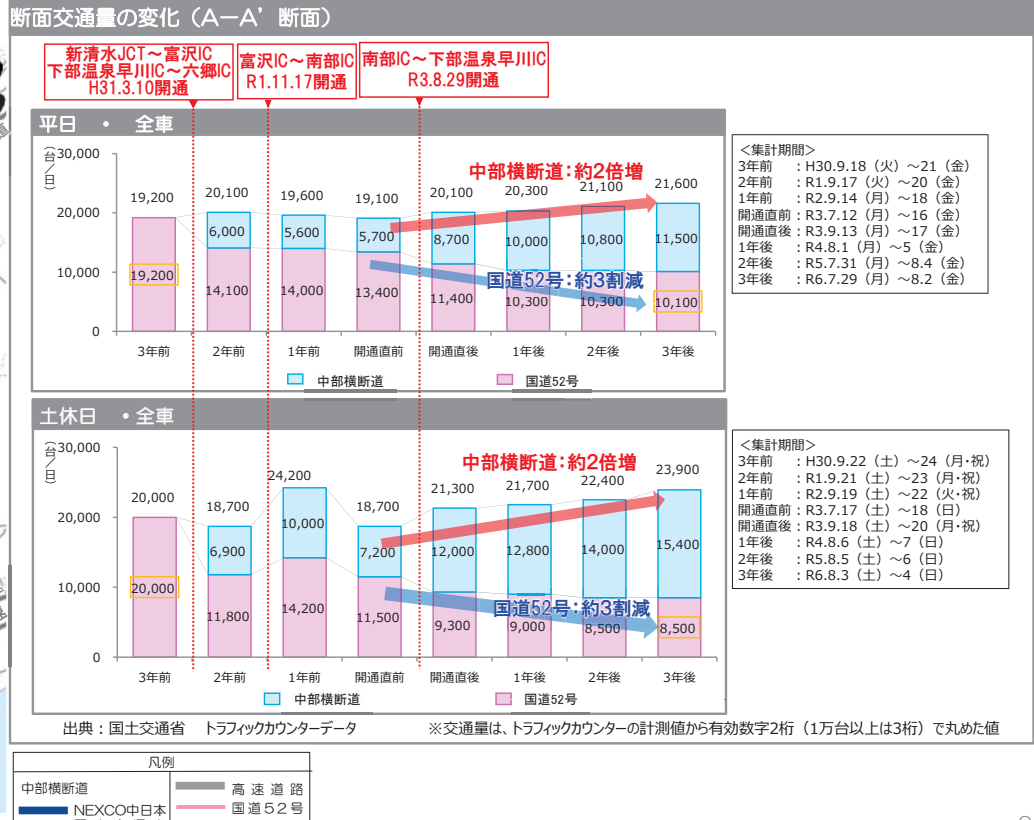 断面交通量の変化（A－A’断面）
新清水JCT～富沢IC
下部温泉早川IC～六郷IC
H31.3.10開通
富沢IC～南部IC
R1.11.17開通
南部IC～下部温泉早川IC
R3.8.29開通
平日　・　全車
（台/日）
30,000
20,000
10,000
0
中部横断道：約2倍増
19,200 20,100 19,600 19,100 20,100 20,300 21,100 21,600
6,000 5,600 5,700 8,700 10,000 10,800 11,500
国道52号：約3割減
19,200 14,100 14,000 13,400 11,400 10,300 10,300 10,100
3年前 2年前 1年前 開通直前 開通直後 1年後 2年後 3年後
中部横断道 国道52号
＜集計期間＞
3年前　：H30.9.18（火）～21（金）
2年前　：R1.9.17（火）～20（金）
1年前　：R2.9.14（月）～18（金）
開通直前：R3.7.12（月）～16（金）
開通直後：R3.9.13（月）～17（金）
1年後　：R4.8.1（月）～5（金）
2年後　：R5.7.31（月）～8.4（金）
3年後　：R6.7.29（月）～8.2（金）
土休日　・全車
（台/日）
30,000
20,000
10,000
0
中部横断道：約2倍増
20,000 18,700 24,200 18,700 21,300 21,700 22,400 23,900
6,900 10,000 7,200 12,000 12,800 14,000 15,400
国道52号：約3割減
20,000 11,800 14,200 11,500 9,300 9,000 8,500 8,500
3年前 2年前 1年前 開通直前 開通直後 1年後 2年後 3年後
中部横断道 国道52号
＜集計期間＞
3年前　：H30.9.22（土）～24（月・祝）
2年前　：R1.9.21（土）～23（月・祝）
1年前　：R2.9.19（土）～22（火・祝）
開通直前：R3.7.17（土）～18（日）
開通直後：R3.9.18（土）～20（月・祝）
1年後　：R4.8.6（土）～7（日）
2年後　：R5.8.5（土）～6（日）
3年後　：R6.8.3（土）～4（日）
出典：国土交通省　トラフィックカウンターデータ　※交通量は、トラフィックカウンターの計測値から有効数字2桁（1万台以上は3桁）で丸めた値
凡例
中部横断道
NEXCO中日本
高速道路
国道52号